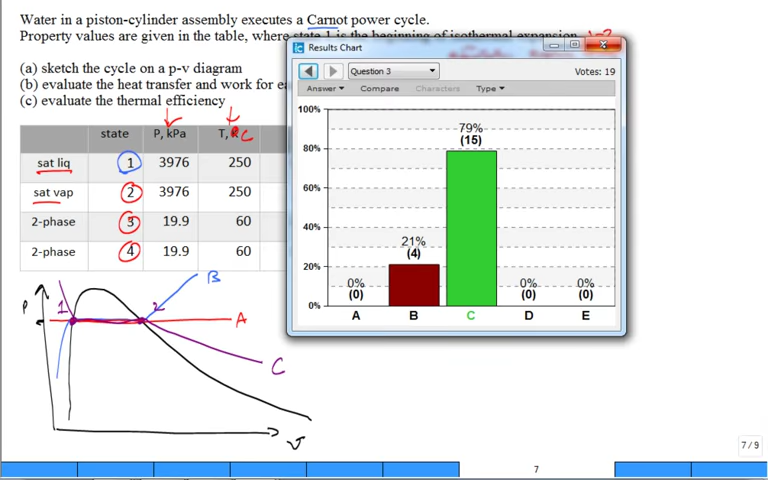 Water in a piston-cylinder assembly executes a Carnot power cycle.
Property values are given in the table, where state 1 is the beginning of isothermal expansion
(a) sketch the cycle on a p-v diagram
(b) evaluate the heat transfer and work for ea
(c) evaluate the thermal efficiency
state P, kPa T, C
sat liq 1 3976 250
sat vap 2 3976 250
2-phase 3 19.9 60
2-phase 4 19.9 60
Results Chart
Question 3 Votes: 19
Answer Compare Characters Type
100%
80%
60%
40%
20%
0%
0%
(0)
21%
(4)
79%
(15)
0%
(0)
0%
(0)
A B C D E
P
1
2
B
A
C
v
7 / 9
7